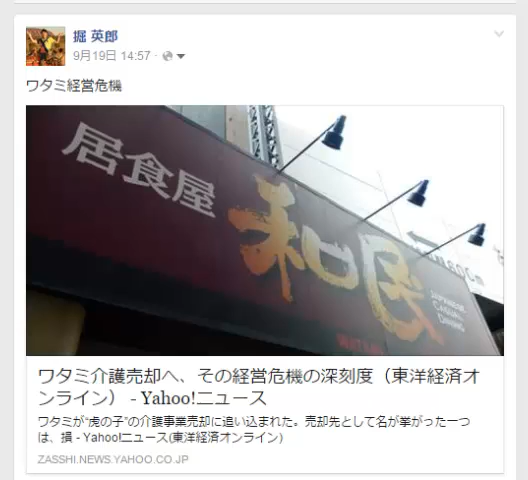 堀 英郎
9月19日 14:57 ·
ワタミ経営危機
居食屋
和民
JAPANESE
CASUAL
DINING
ワタミ介護売却へ、その経営危機の深刻度（東洋経済オ
ンライン） - Yahoo!ニュース
ワタミが“虎の子”の介護事業売却に追い込まれた。売却先として名が挙がった一つ
は、損 - Yahoo!ニュース(東洋経済オンライン)
ZASSHI.NEWS.YAHOO.CO.JP